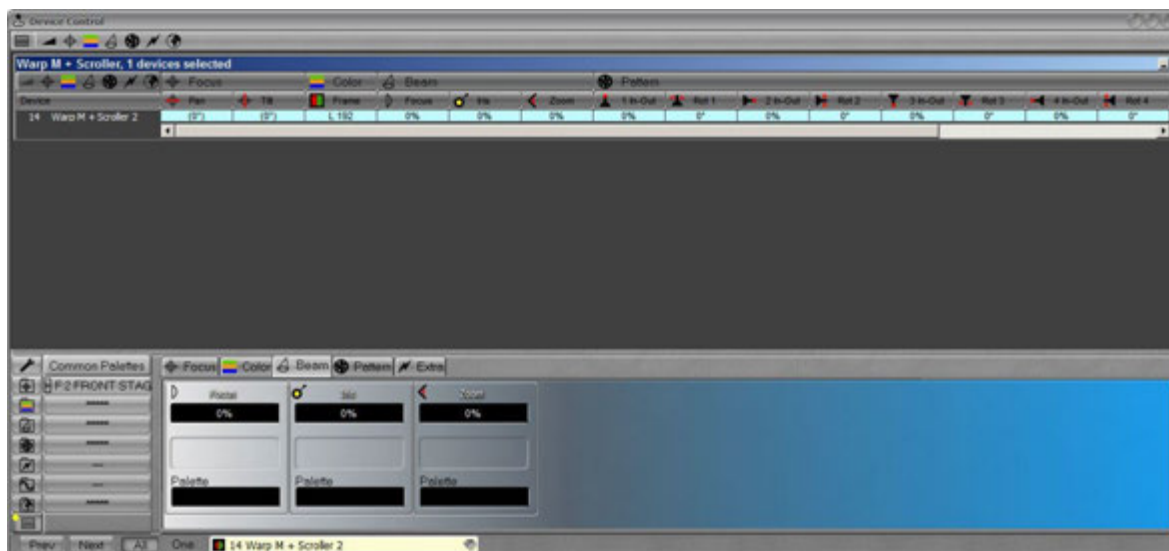 Device Control
Warp M + Scroller, 1 devices selected
Focus Color Beam Pattern
Device Pan Tilt Frame Focus Iris Zoom 1 In-Out Rot 1 2 In-Out Rot 2 3 In-Out Rot 3 4 In-Out Rot 4
14 Warp M + Scroller 2 (0°) (0°) L 192 0% 0% 0% 0% 0° 0% 0° 0% 0° 0% 0°
Common Palettes Focus Color Beam Pattern Extra
F 2 FRONT STAG
Focus Iris Zoom
0% 0% 0%
Palette Palette Palette
Prev Next All One 14 Warp M + Scroller 2